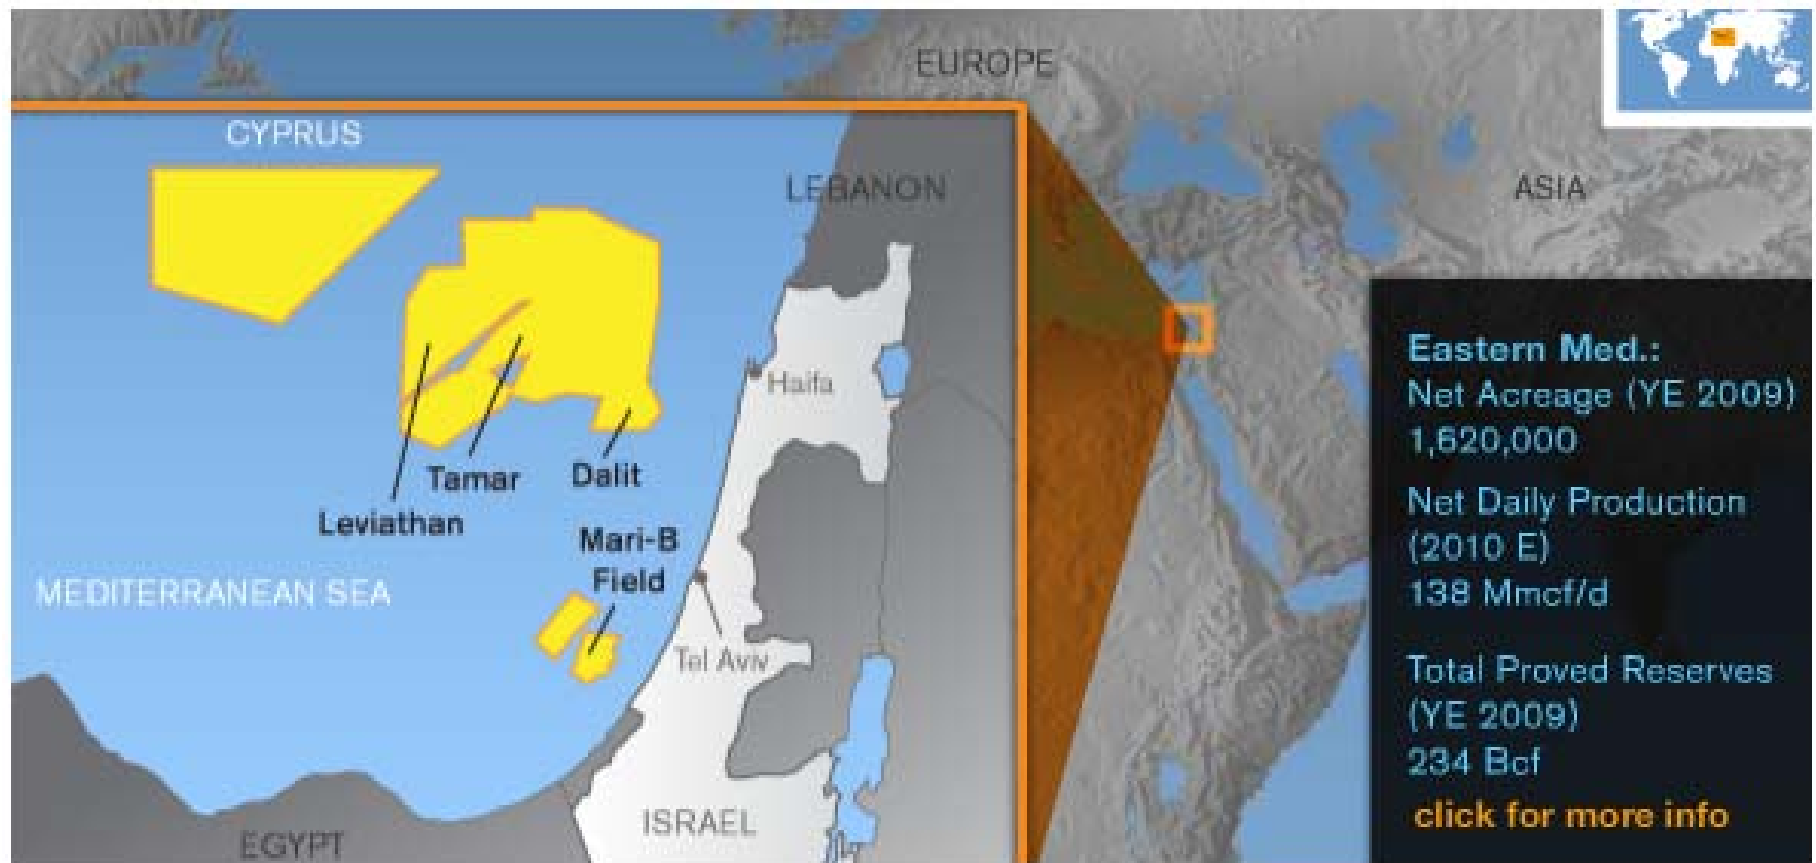 EUROPE
CYPRUS
LEBANON
ASIA
Haifa
Tamar
Dalit
Leviathan
Mari-B
Field
MEDITERRANEAN SEA
Tel Aviv
ISRAEL
EGYPT
Eastern Med.:
Net Acreage (YE 2009)
1,620,000
Net Daily Production
(2010 E)
138 Mmcf/d
Total Proved Reserves
(YE 2009)
234 Bcf
click for more info